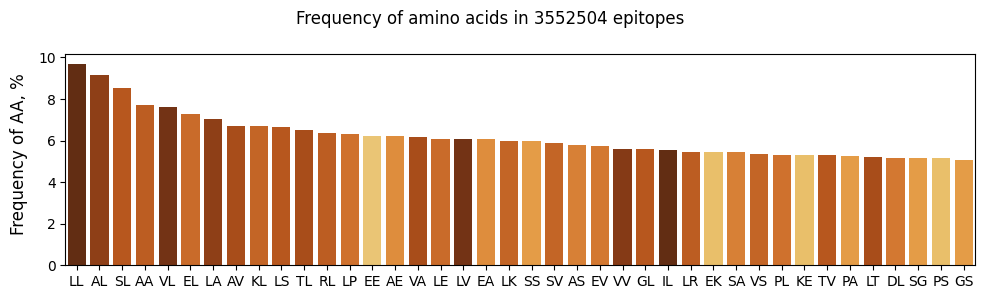 Frequency of amino acids in 3552504 epitopes
Frequency of AA, %
10
8
6
4
2
0
LL AL SL AA VL EL LA AV KL LS TL RL LP EE AE VA LE LV EA LK SS SV AS EV VV GL IL LR EK SA VS PL KE TV PA LT DL SG PS GS